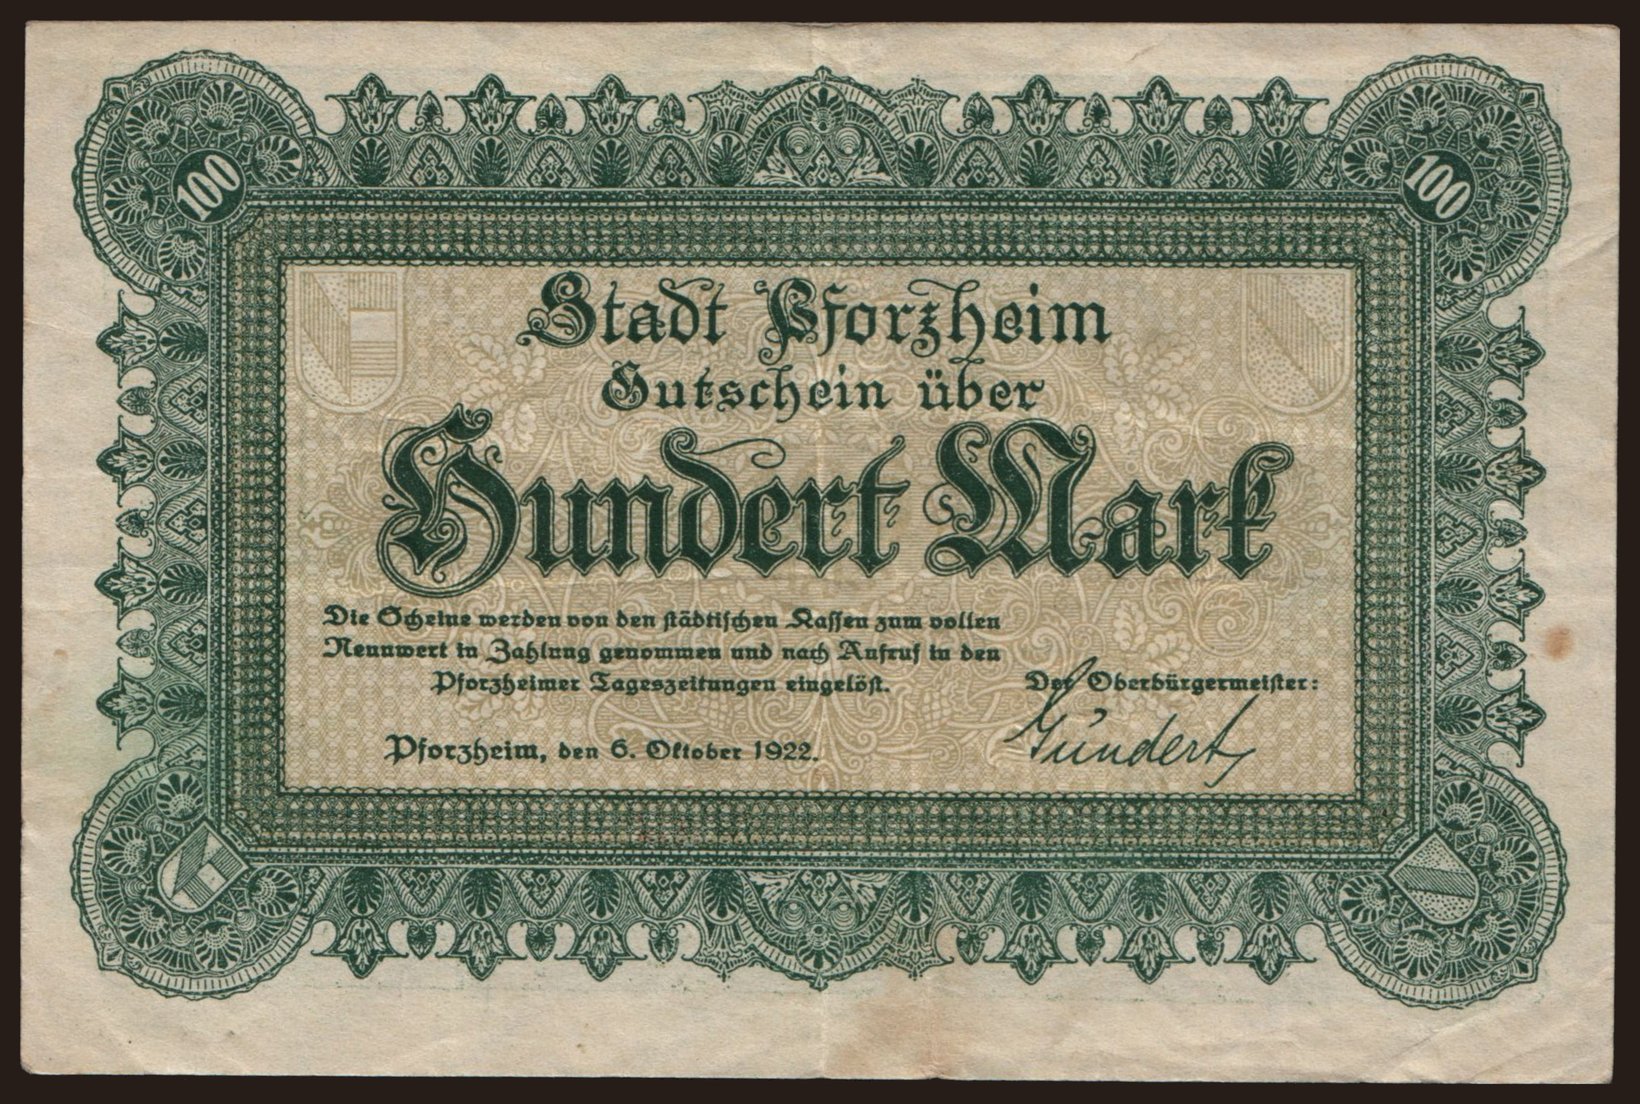 100
100
Stadt Pforzheim
Gutschein über
Hundert Mark
Die Scheine werden von den städtischen Kassen zum vollen
Nennwert in Zahlung genommen und nach Aufruf in den
Pforzheimer Tageszeitungen eingelöst.
Der Oberbürgermeister:
Gündert
Pforzheim, den 6. Oktober 1922.